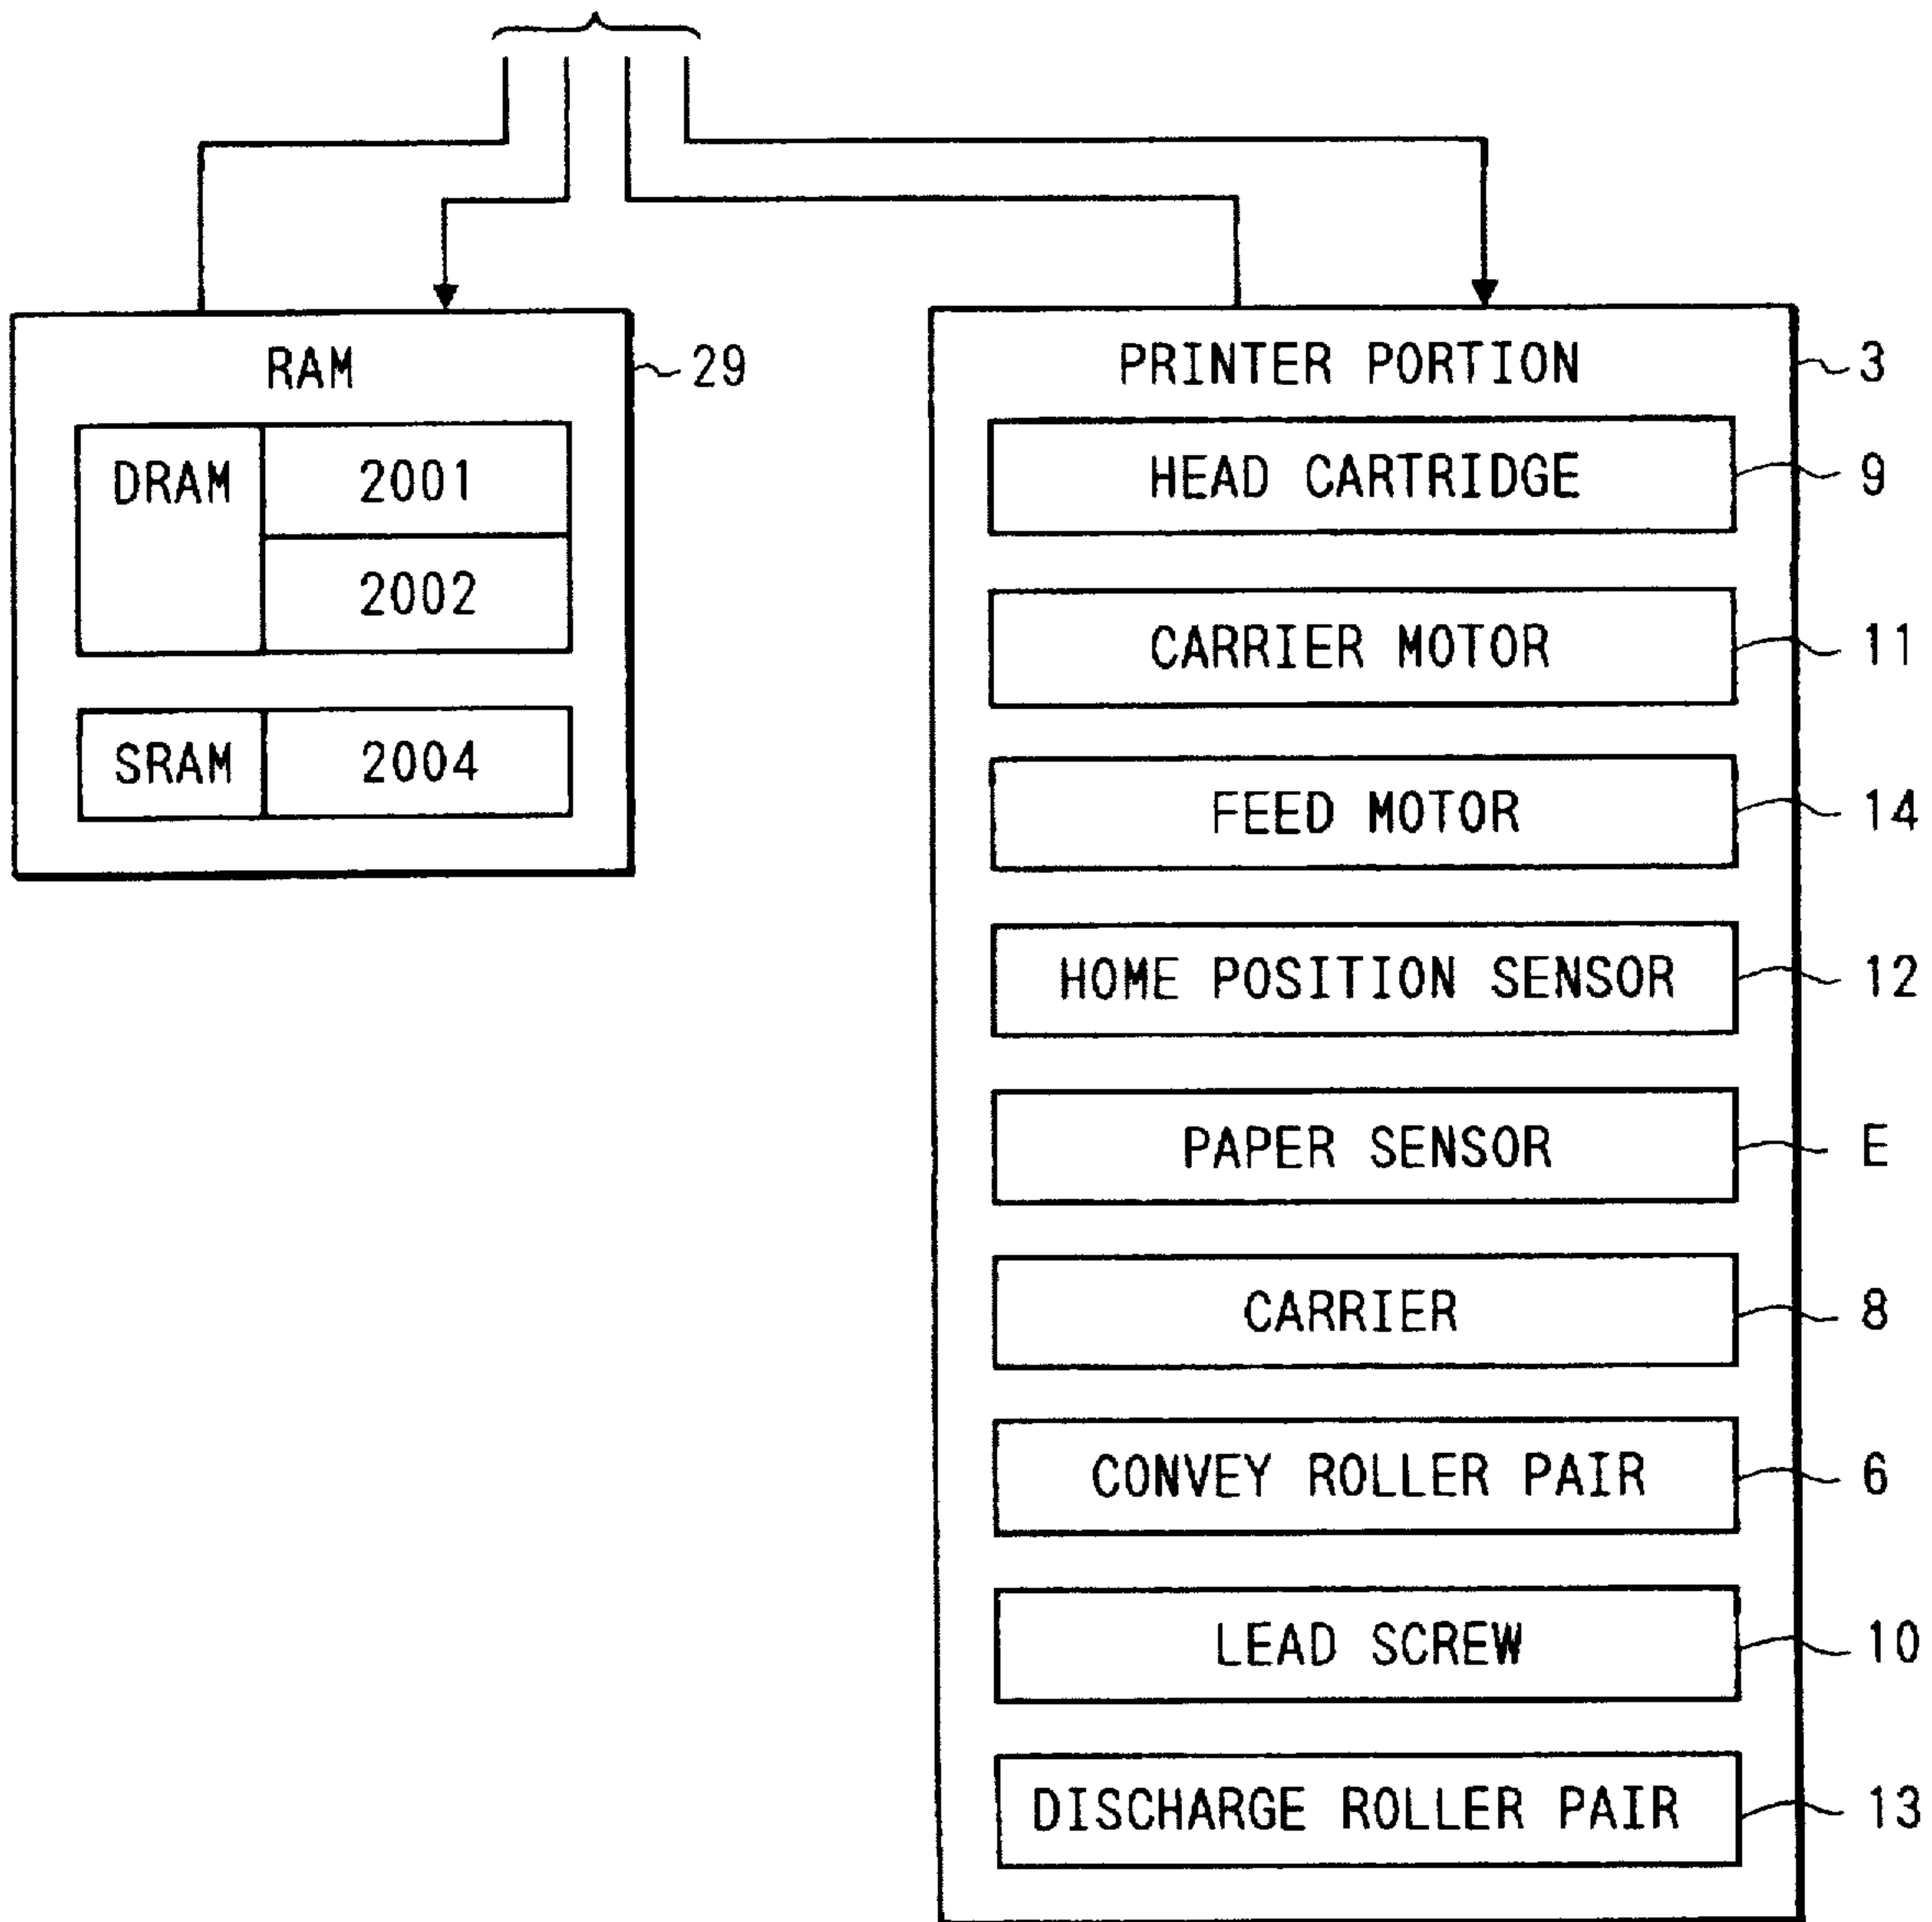 RAM
29
DRAM 2001
2002
SRAM 2004
PRINTER PORTION 3
HEAD CARTRIDGE 9
CARRIER MOTOR 11
FEED MOTOR 14
HOME POSITION SENSOR 12
PAPER SENSOR E
CARRIER 8
CONVEY ROLLER PAIR 6
LEAD SCREW 10
DISCHARGE ROLLER PAIR 13